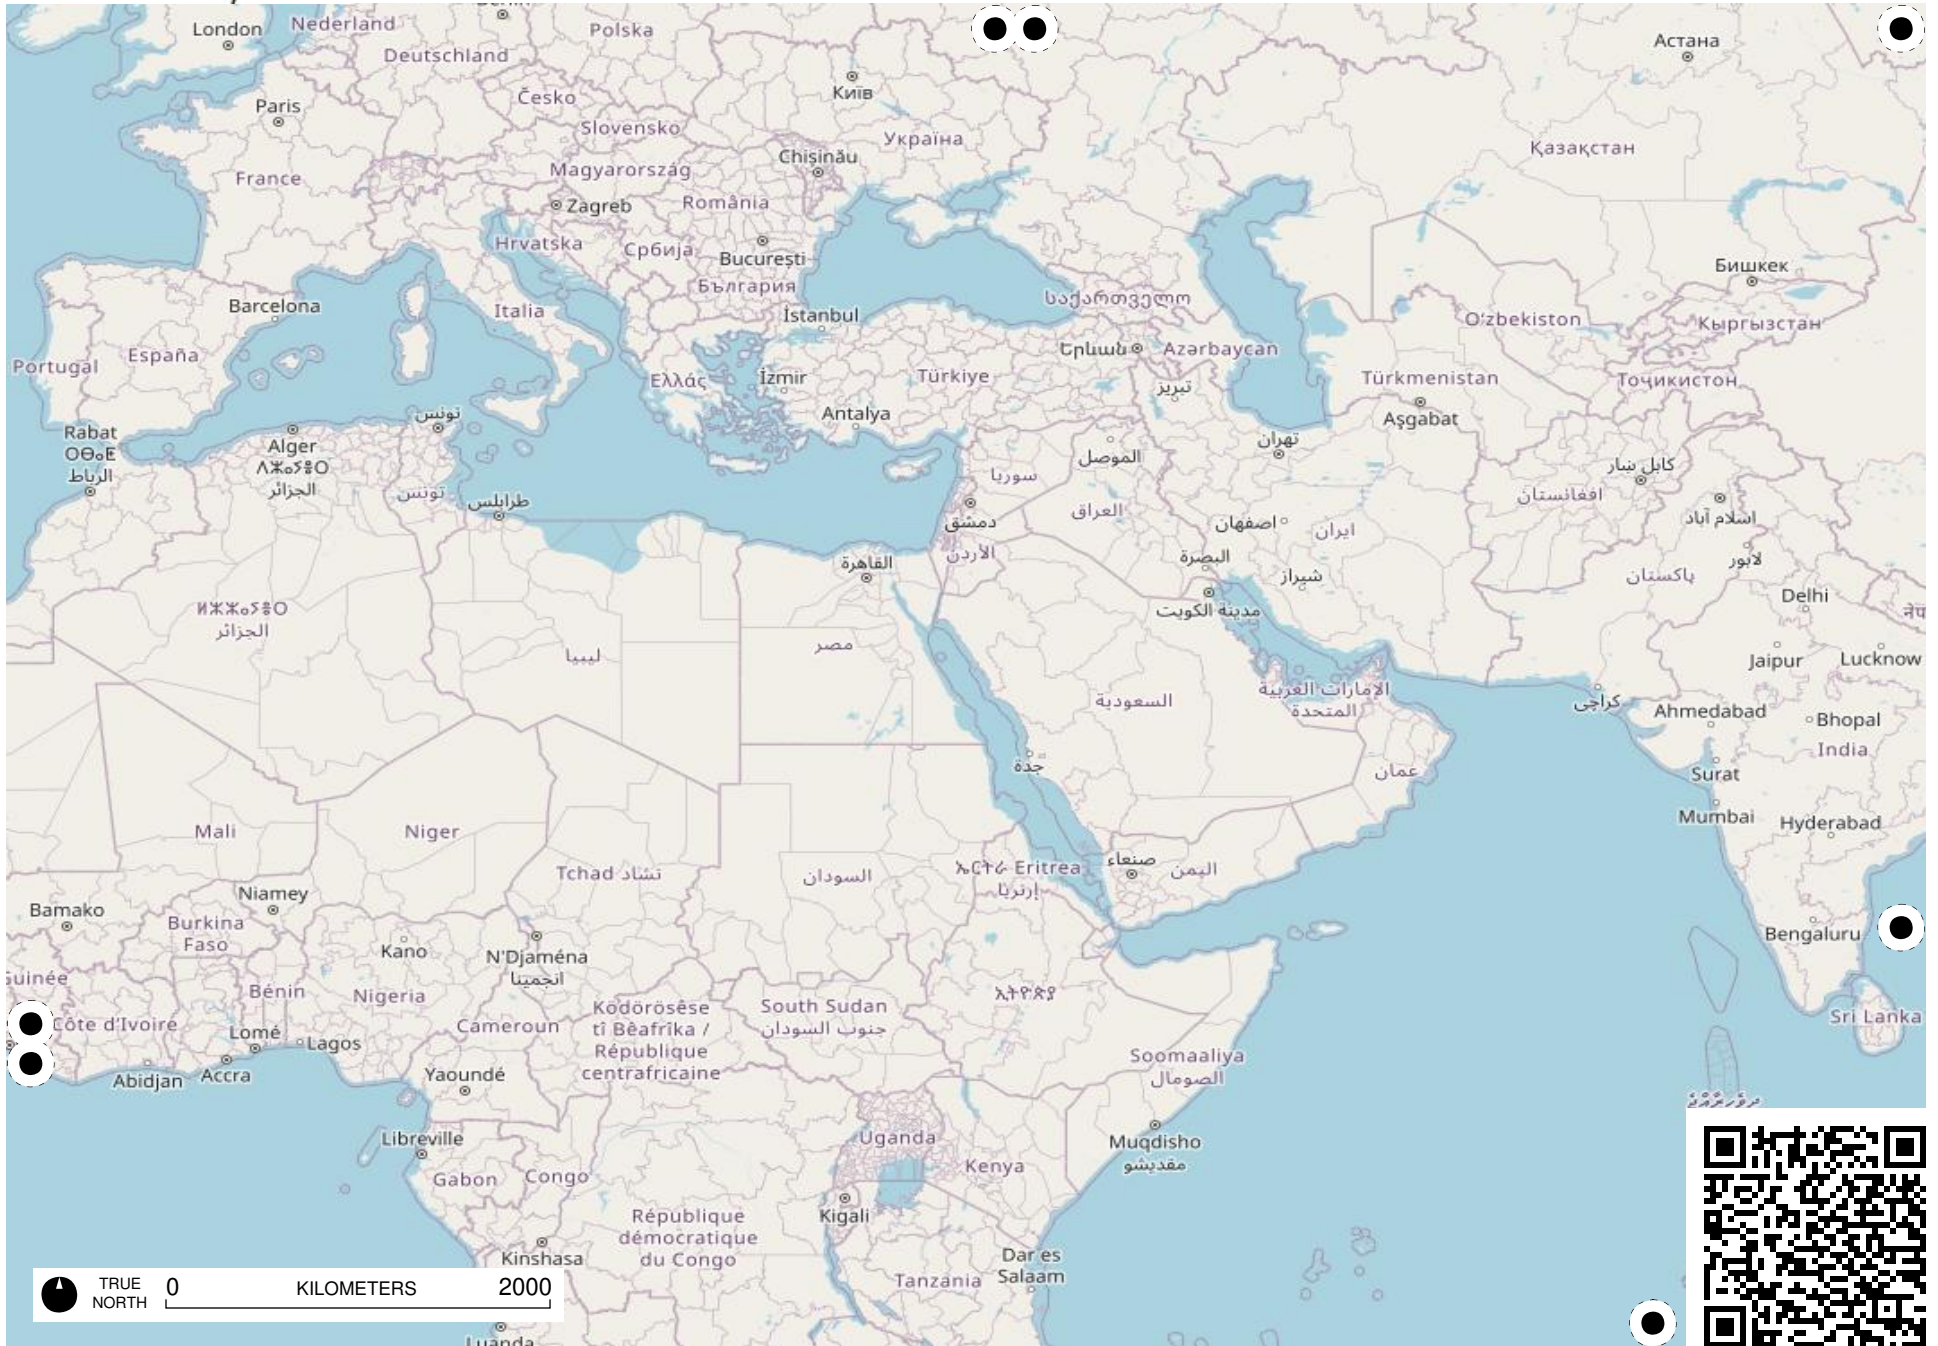 London
Nederland
Polska
Астана
Deutschland
Київ
Česko
Paris
Slovensko
Україна
Қазақстан
Chișinău
Magyarország
France
Zagreb
România
Hrvatska
Србија
București
Бишкек
България
Barcelona
Italia
İstanbul
საქართველო
Oʻzbekiston
Кыргызстан
Portugal
España
Երևան
Azərbaycan
Ελλάς
İzmir
Türkiye
Türkmenistan
Тоҷикистон
تبریز
تونس
Antalya
Aşgabat
Rabat
ⵔⴱⴰⵟ
الرباط
Alger
ⴷⵣⴰⵢⴻⵔ
الجزائر
تهران
الموصل
سوريا
کابل ښار
تونس
طرابلس
العراق
افغانستان
دمشق
اصفهان
ایران
اسلام آباد
الأردن
القاهرة
البصرة
شیراز
پاکستان
لاہور
Delhi
ⵍⵣⵣⴰⵢⴻⵔ
الجزائر
مدينة الكويت
नेप
ليبيا
مصر
Jaipur
Lucknow
السعودية
الإمارات العربية
المتحدة
کراچی
Ahmedabad
Bhopal
India
جدة
عمان
Surat
Mali
Niger
Mumbai
Hyderabad
Tchad تشاد
السودان
ኤርትራ Eritrea
إرتريا
صنعاء
اليمن
Niamey
Bamako
Burkina
Faso
Kano
N'Djaména
انجمينا
Bengaluru
Guinée
Bénin
Nigeria
ኢትዮጵያ
Côte d'Ivoire
Lomé
Lagos
Cameroun
Ködörösêse
tî Bêafrîka /
République
centrafricaine
South Sudan
جنوب السودان
Sri Lanka
Abidjan
Accra
Yaoundé
Soomaaliya
الصومال
ދިވެހިރާއްޖެ
Libreville
Uganda
Muqdisho
مقديشو
Gabon
Congo
Kenya
Kigali
République
démocratique
du Congo
Kinshasa
Dar es
Salaam
Tanzania
TRUE
NORTH
0 KILOMETERS 2000
Luanda